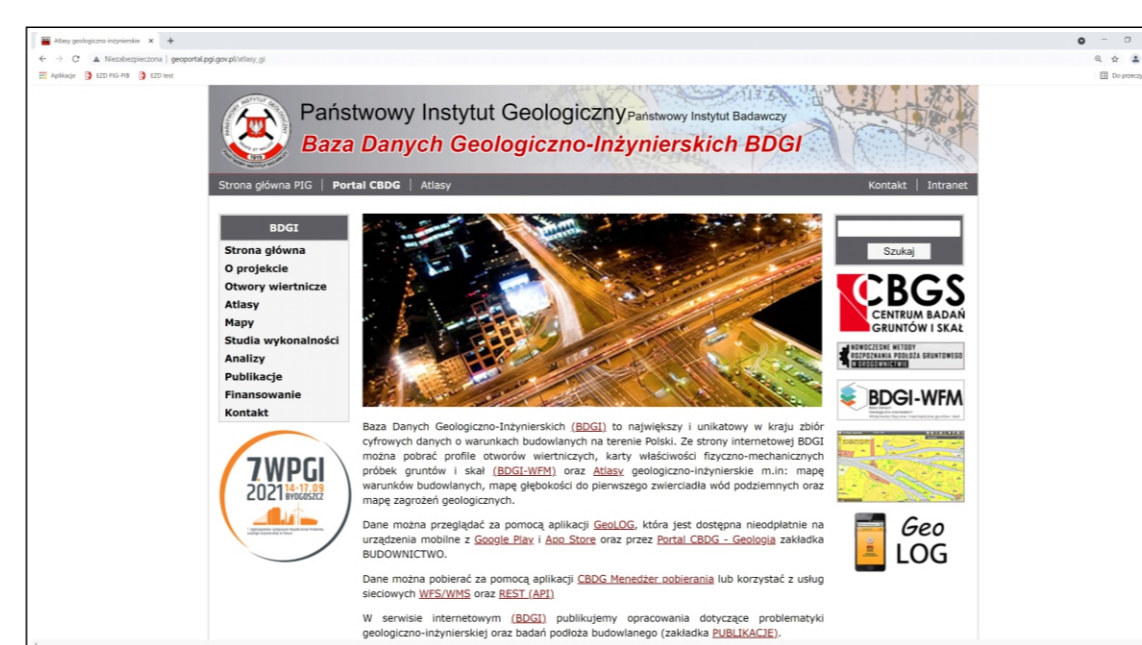 Atlasy geologiczno-inżynierskie
Niezabezpieczona | geoportal.pgi.gov.pl/atlasy_gi
Aplikacje EZD PIG-PIB EZD test
Państwowy Instytut Geologiczny Państwowy Instytut Badawczy
Baza Danych Geologiczno-Inżynierskich BDGI
PAŃSTWOWY INSTYTUT GEOLOGICZNY
1919
Strona główna PIG | Portal CBDG | Atlasy
Kontakt | Intranet
BDGI
Strona główna
O projekcie
Otwory wiertnicze
Atlasy
Mapy
Studia wykonalności
Analizy
Publikacje
Finansowanie
Kontakt
7.WPGI
2021 14-17.09
BYDGOSZCZ
Baza Danych Geologiczno-Inżynierskich (BDGI) to największy i unikatowy w kraju zbiór
cyfrowych danych o warunkach budowlanych na terenie Polski. Ze strony internetowej BDGI
można pobrać profile otworów wiertniczych, karty właściwości fizyczno-mechanicznych
próbek gruntów i skał (BDGI-WFM) oraz Atlasy geologiczno-inżynierskie m.in: mapę
warunków budowlanych, mapę głębokości do pierwszego zwierciadła wód podziemnych oraz
mapę zagrożeń geologicznych.
Dane można przeglądać za pomocą aplikacji GeoLOG, która jest dostępna nieodpłatnie na
urządzenia mobilne z Google Play i App Store oraz przez Portal CBDG - Geologia zakładka
BUDOWNICTWO.
Dane można pobierać za pomocą aplikacji CBDG Menedżer pobierania lub korzystać z usług
sieciowych WFS/WMS oraz REST (API)
W serwisie internetowym (BDGI) publikujemy opracowania dotyczące problematyki
geologiczno-inżynierskiej oraz badań podłoża budowlanego (zakładka PUBLIKACJE).
Szukaj
CBGS
CENTRUM BADAŃ
GRUNTÓW I SKAŁ
NOWOCZESNE METODY
ROZPOZNANIA PODŁOŻA GRUNTOWEGO
W DROGOWNICTWIE
BDGI-WFM
Geo
LOG